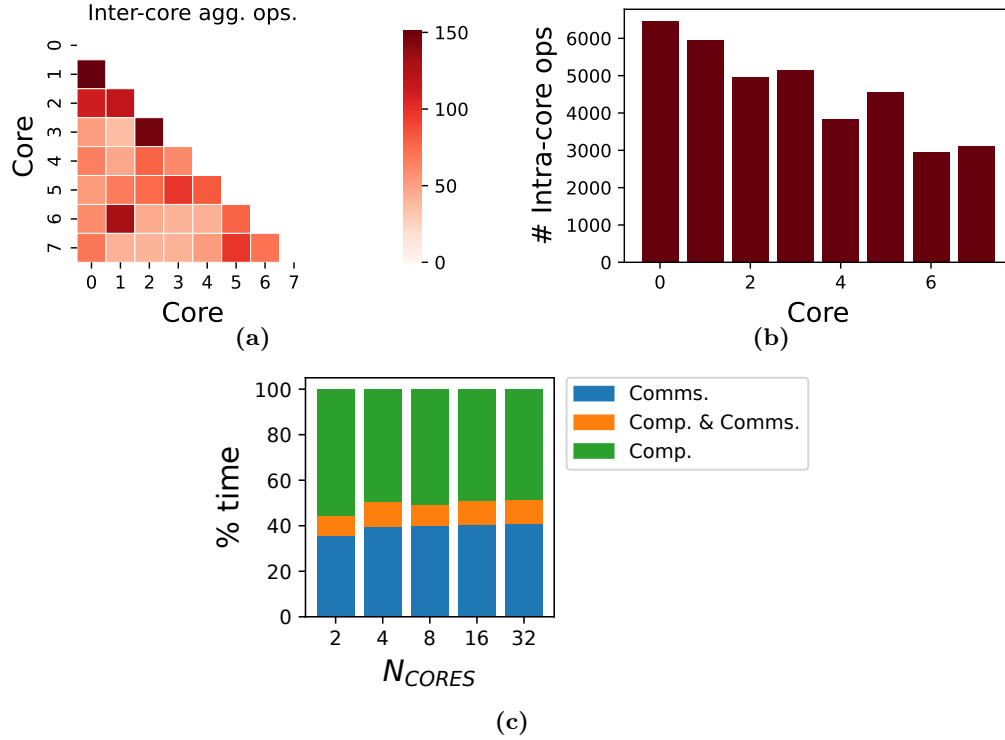 Inter-core agg. ops.
Core
0
1
2
3
4
5
6
7
0 1 2 3 4 5 6 7
Core
150
100
50
0
(a)
# Intra-core ops
6000
5000
4000
3000
2000
1000
0
0 2 4 6
Core
(b)
% time
100
80
60
40
20
0
2 4 8 16 32
N_CORES
Comms.
Comp. & Comms.
Comp.
(c)